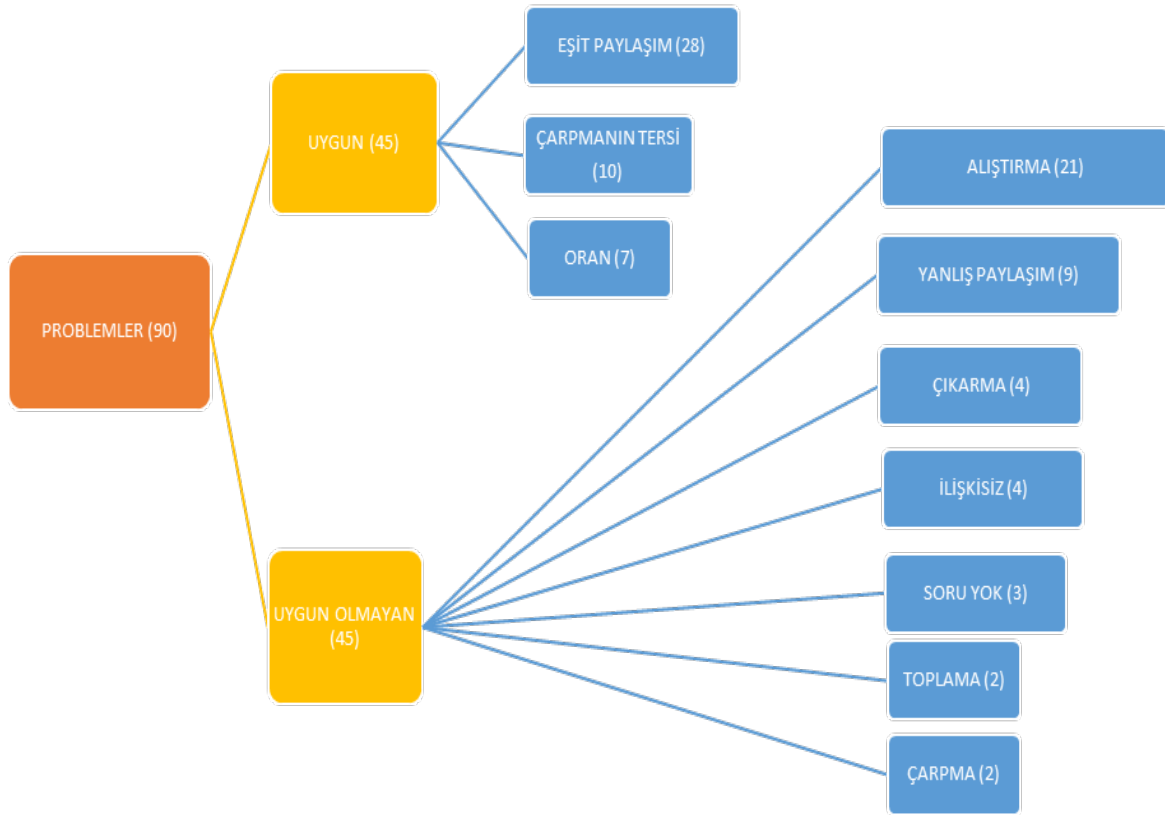 PROBLEMLER (90)
UYGUN (45)
EŞİT PAYLAŞIM (28)
ÇARPMANIN TERSİ
(10)
ORAN (7)
UYGUN OLMAYAN
(45)
ALIŞTIRMA (21)
YANLIŞ PAYLAŞIM (9)
ÇIKARMA (4)
İLİŞKİSİZ (4)
SORU YOK (3)
TOPLAMA (2)
ÇARPMA (2)